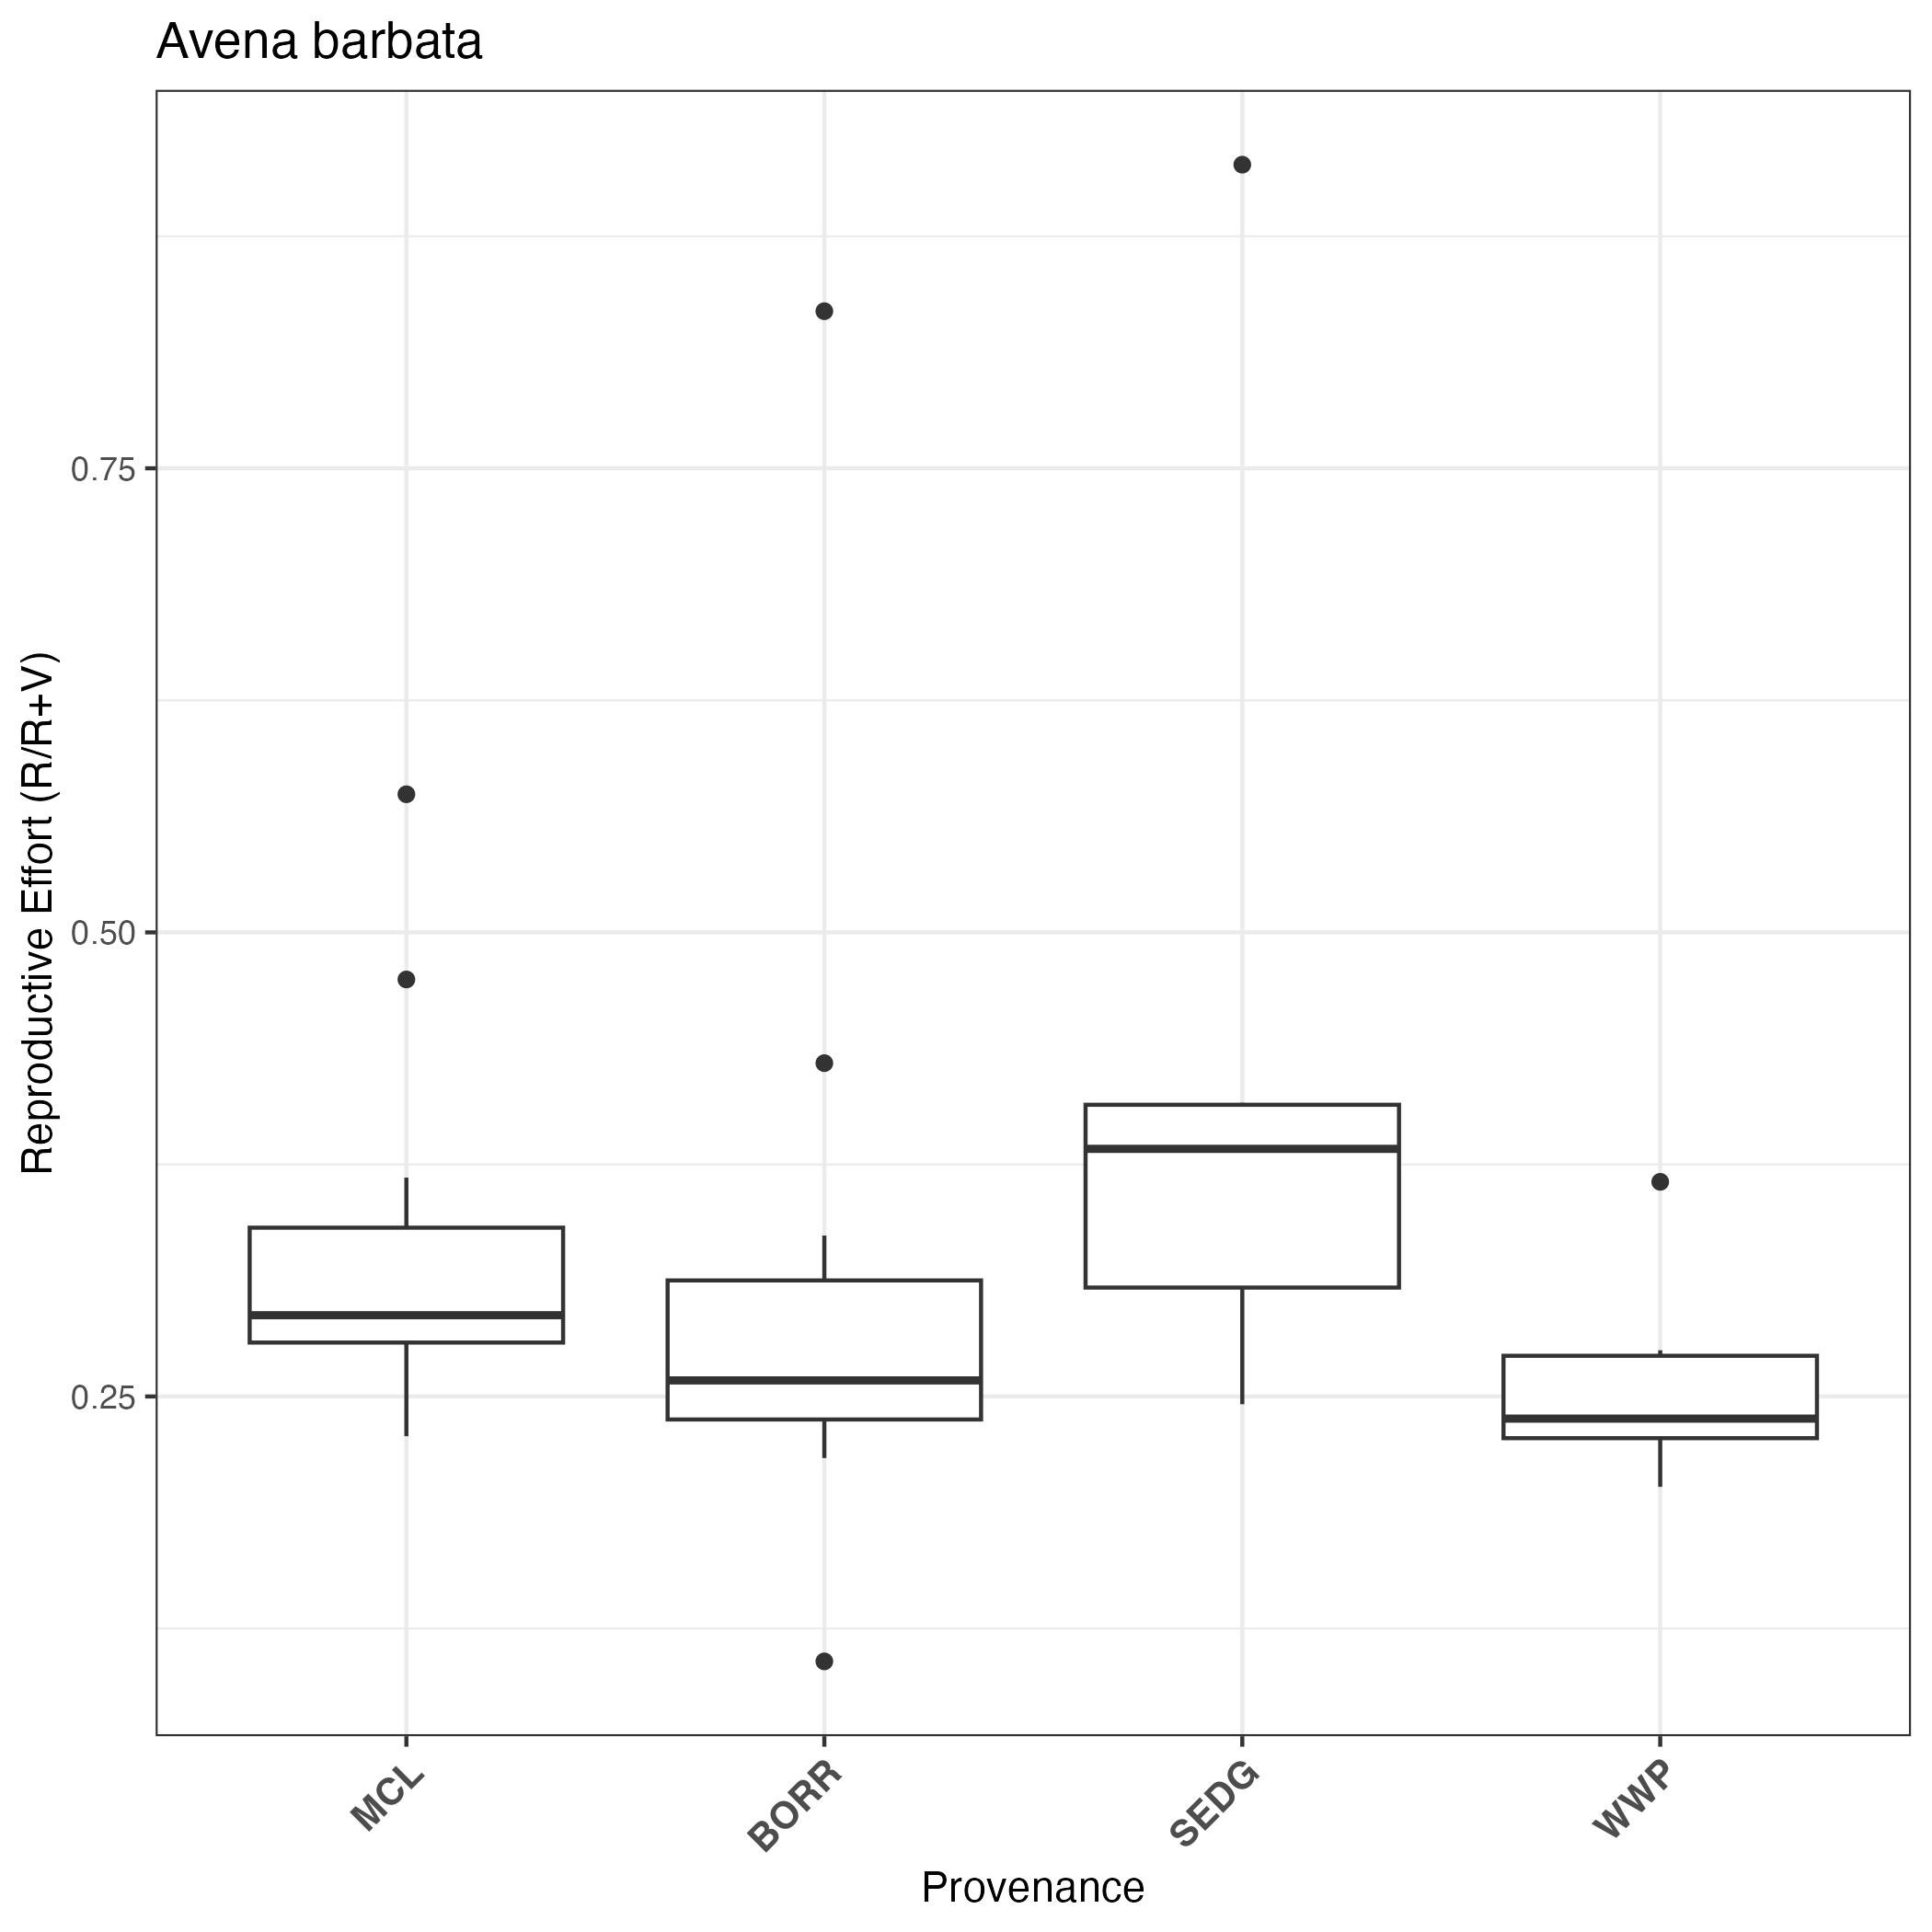 Avena barbata
Reproductive Effort (R/R+V)
0.75
0.50
0.25
MCL
BORR
SEDG
WWP
Provenance